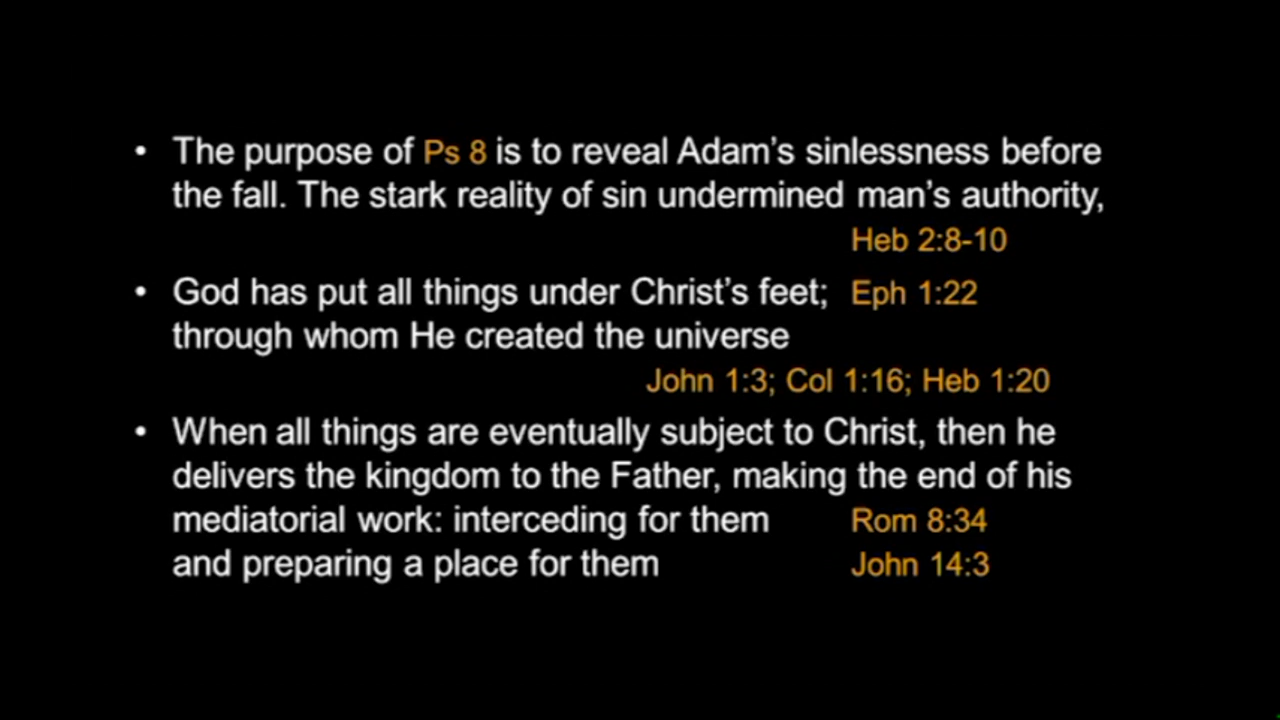 • The purpose of Ps 8 is to reveal Adam's sinlessness before
the fall. The stark reality of sin undermined man's authority,
Heb 2:8-10
• God has put all things under Christ's feet; Eph 1:22
through whom He created the universe
John 1:3; Col 1:16; Heb 1:20
• When all things are eventually subject to Christ, then he
delivers the kingdom to the Father, making the end of his
mediatorial work: interceding for them Rom 8:34
and preparing a place for them John 14:3